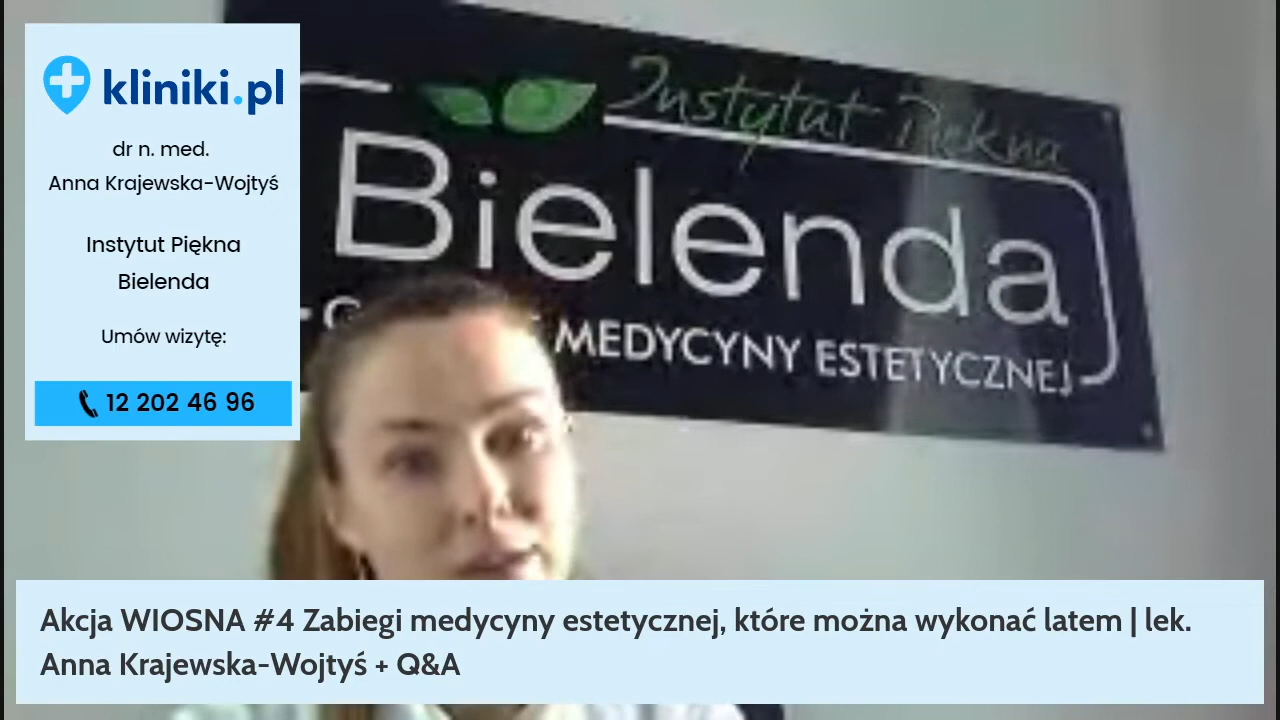 kliniki.pl
dr n. med.
Anna Krajewska-Wojtyś
Instytut Piękna
Bielenda
Umów wizytę:
12 202 46 96
Instytut Piękna
Bielenda
MEDYCYNY ESTETYCZNEJ
Akcja WIOSNA #4 Zabiegi medycyny estetycznej, które można wykonać latem | lek.
Anna Krajewska-Wojtyś + Q&A